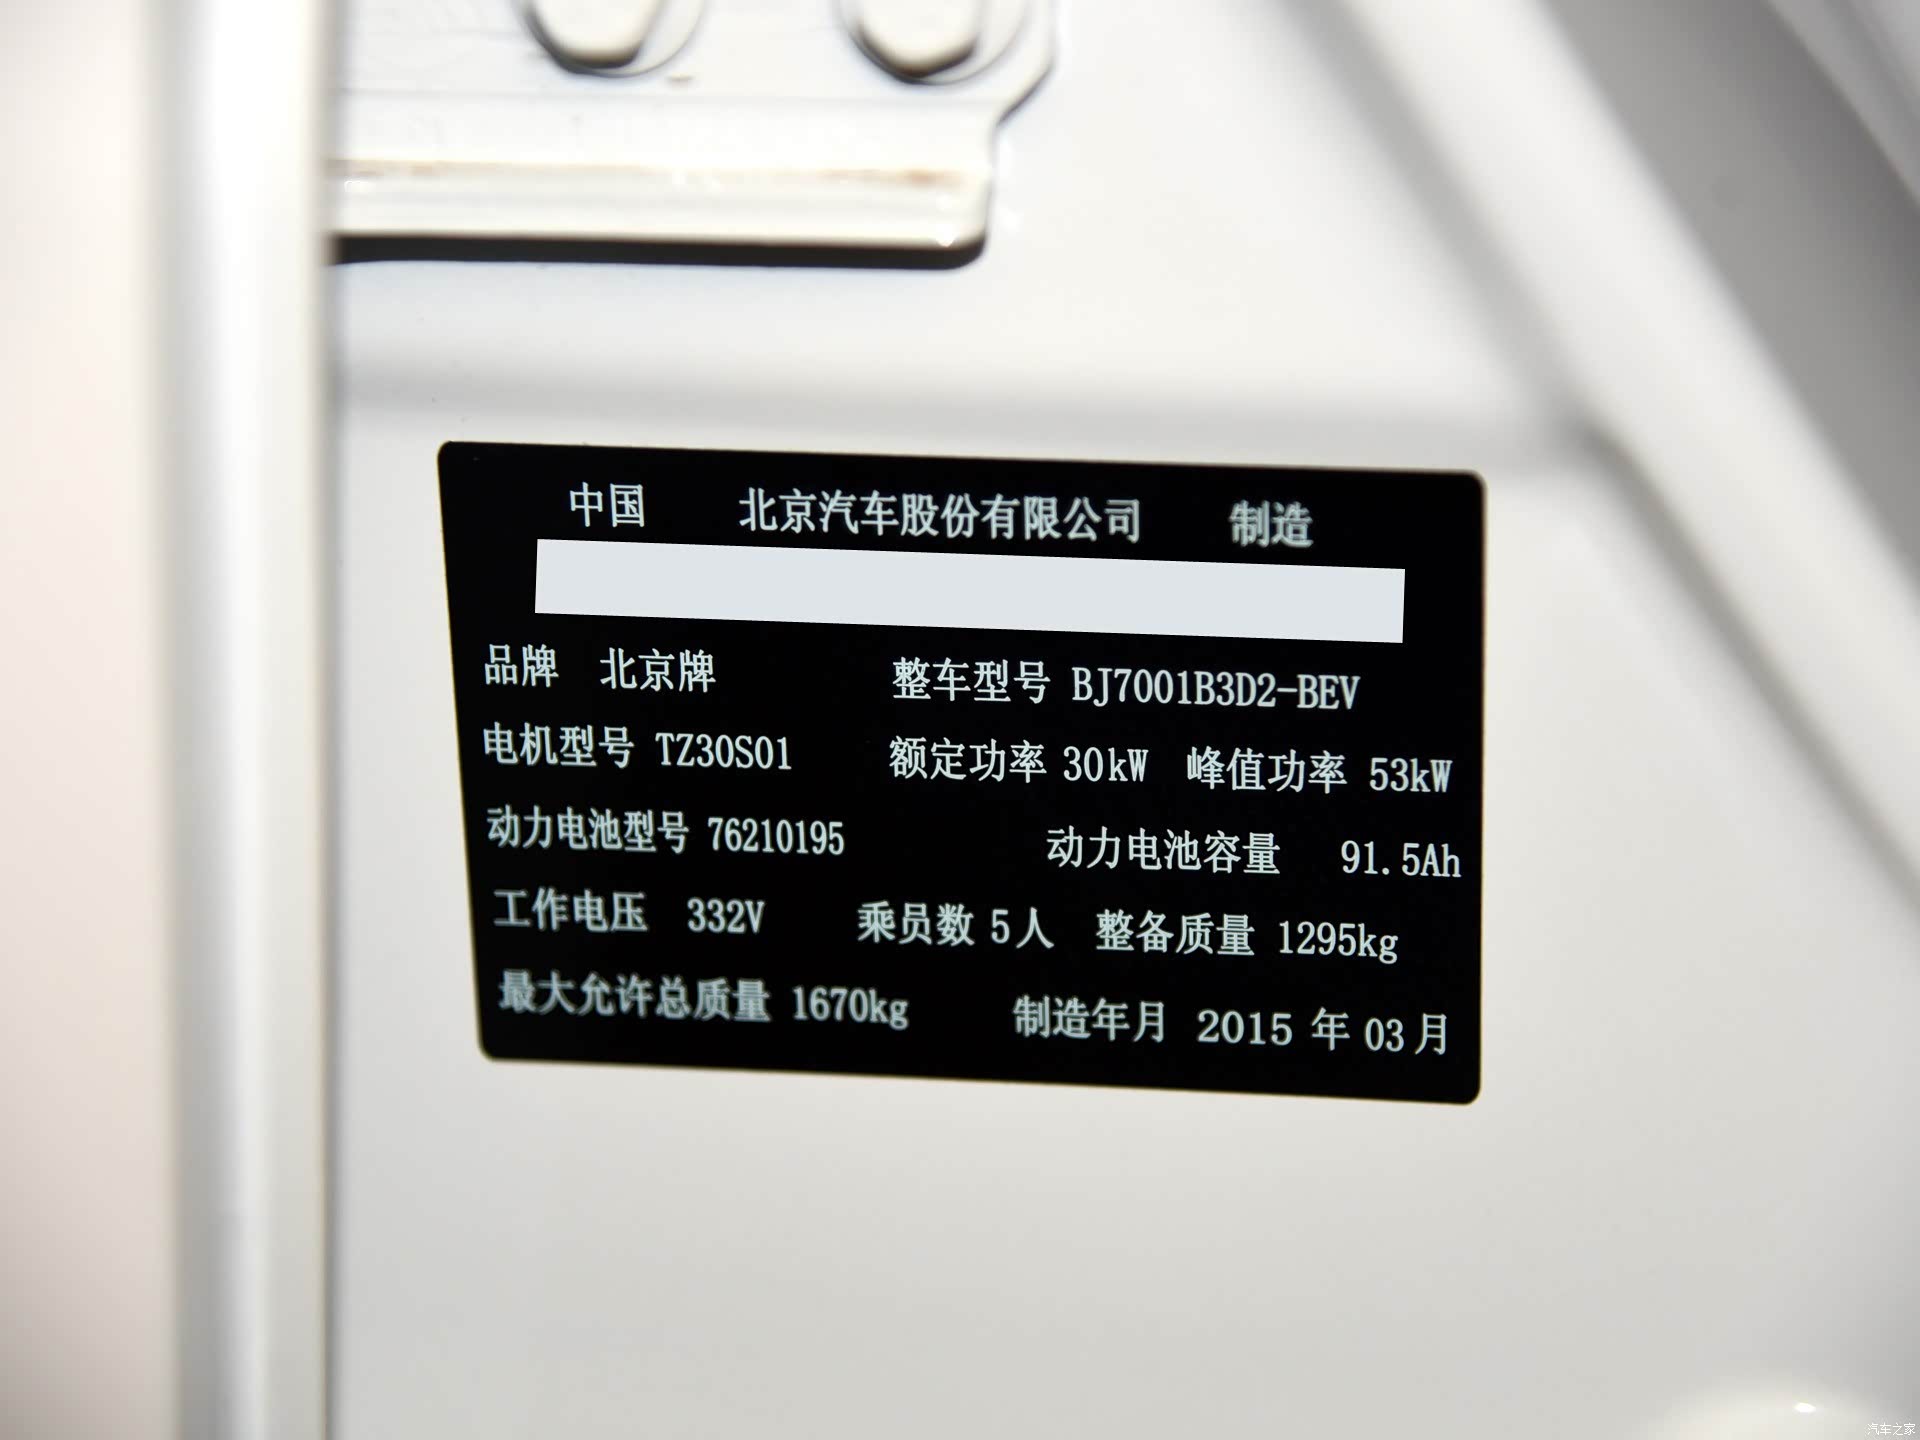 中国 北京汽车股份有限公司 制造
品牌 北京牌 整车型号 BJ7001B3D2-BEV
电机型号 TZ30S01 额定功率 30kW 峰值功率 53kW
动力电池型号 76210195 动力电池容量 91.5Ah
工作电压 332V 乘员数 5人 整备质量 1295kg
最大允许总质量 1670kg 制造年月 2015 年 03 月
汽车之家